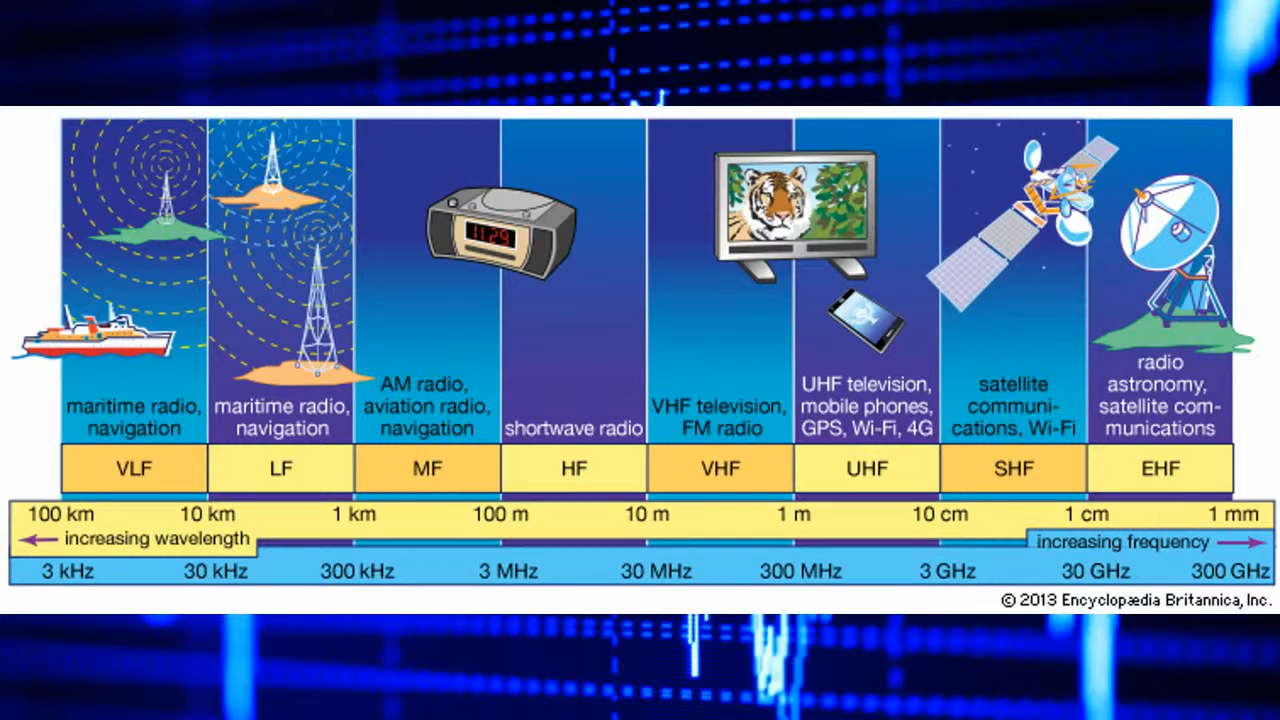 11:29
maritime radio,
navigation
maritime radio,
navigation
AM radio,
aviation radio,
navigation
shortwave radio
VHF television,
FM radio
UHF television,
mobile phones,
GPS, Wi-Fi, 4G
satellite
communi-
cations, Wi-Fi
radio
astronomy,
satellite com-
munications
VLF LF MF HF VHF UHF SHF EHF
100 km 10 km 1 km 100 m 10 m 1 m 10 cm 1 cm 1 mm
increasing wavelength increasing frequency
3 kHz 30 kHz 300 kHz 3 MHz 30 MHz 300 MHz 3 GHz 30 GHz 300 GHz
© 2013 Encyclopædia Britannica, Inc.